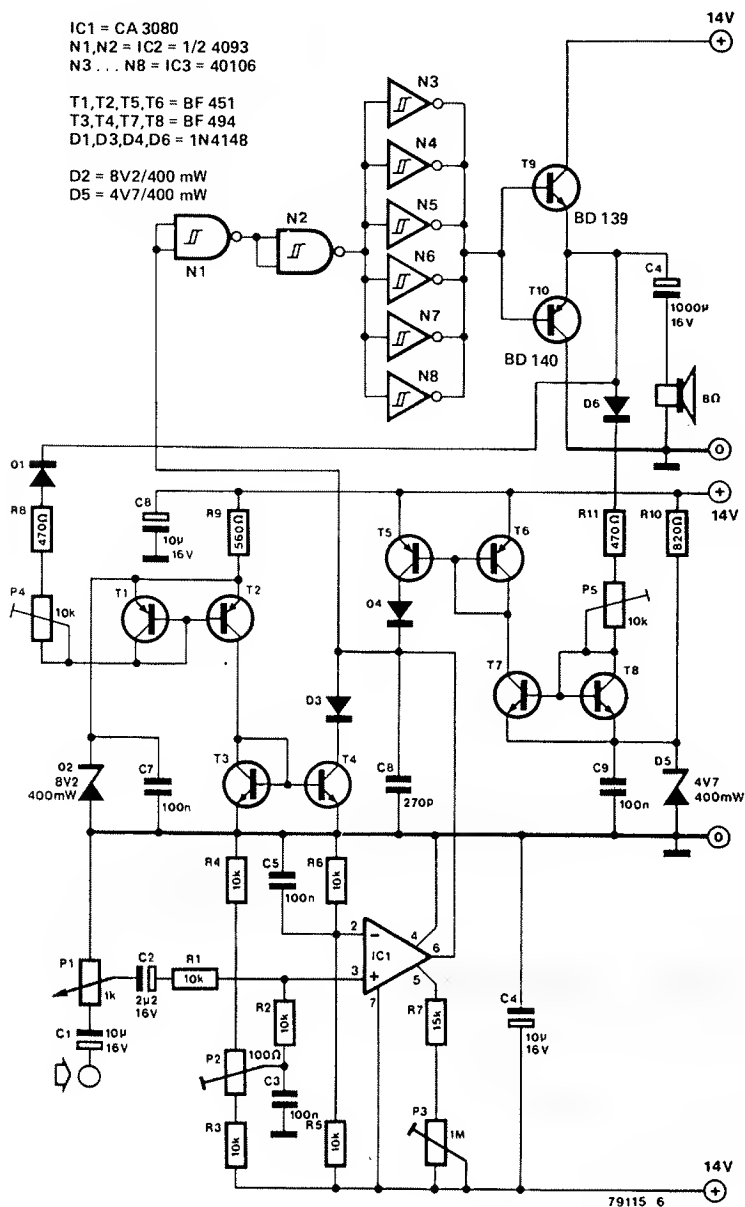 IC1 = CA 3080
N1,N2 = IC2 = 1/2 4093
N3 . . . N8 = IC3 = 40106
T1,T2,T5,T6 = BF 451
T3,T4,T7,T8 = BF 494
D1,D3,D4,D6 = 1N4148
D2 = 8V2/400 mW
D5 = 4V7/400 mW
14V
+
N3
N4
N5
N6
N7
N8
N1
N2
T9
BD 139
T10
BD 140
C4
1000µ
16V
8Ω
D6
0
D1
R8
470Ω
P4
10k
C8
10µ
16V
R9
560Ω
T1
T2
T5
T6
D4
R11
470Ω
R10
820Ω
+
14V
P5
10k
T7
T8
D3
D2
8V2
400mW
C7
100n
T3
T4
C8
270p
C9
100n
D5
4V7
400mW
0
R4
10k
C5
100n
R6
10k
P1
1k
C2
2µ2
16V
R1
10k
2
−
3
+
IC1
4
6
5
7
C1
10µ
16V
R2
10k
P2
100Ω
C3
100n
R3
10k
R5
10k
R7
15k
P3
1M
C4
10µ
16V
14V
+
79115 6